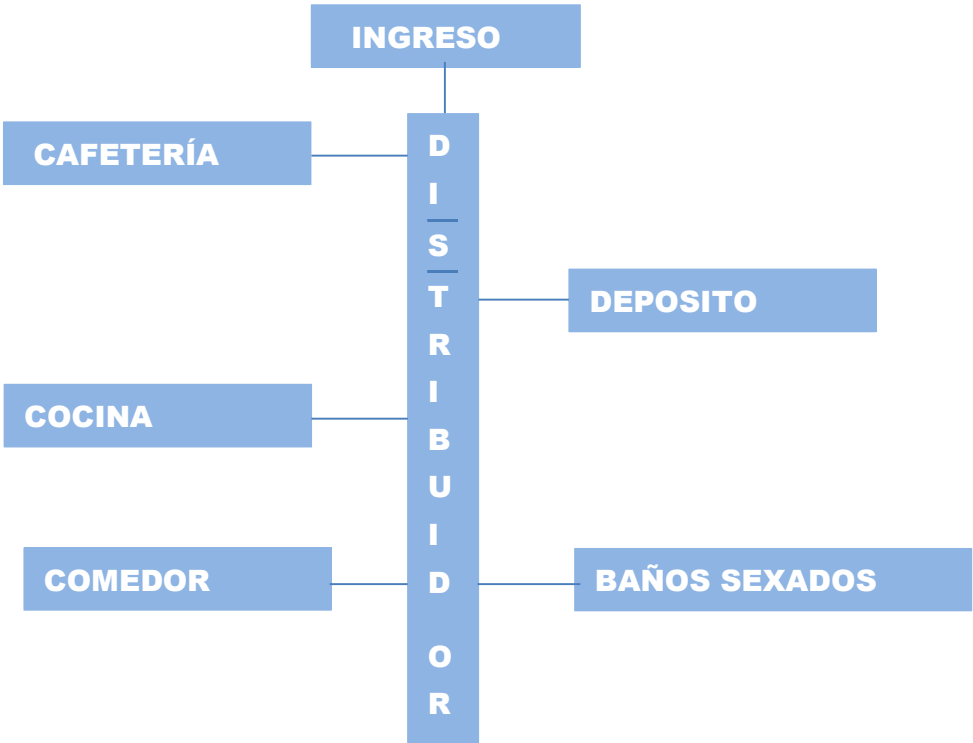 INGRESO
CAFETERÍA
D
I
S
T
R
I
B
U
I
D
O
R
DEPOSITO
COCINA
COMEDOR
BAÑOS SEXADOS